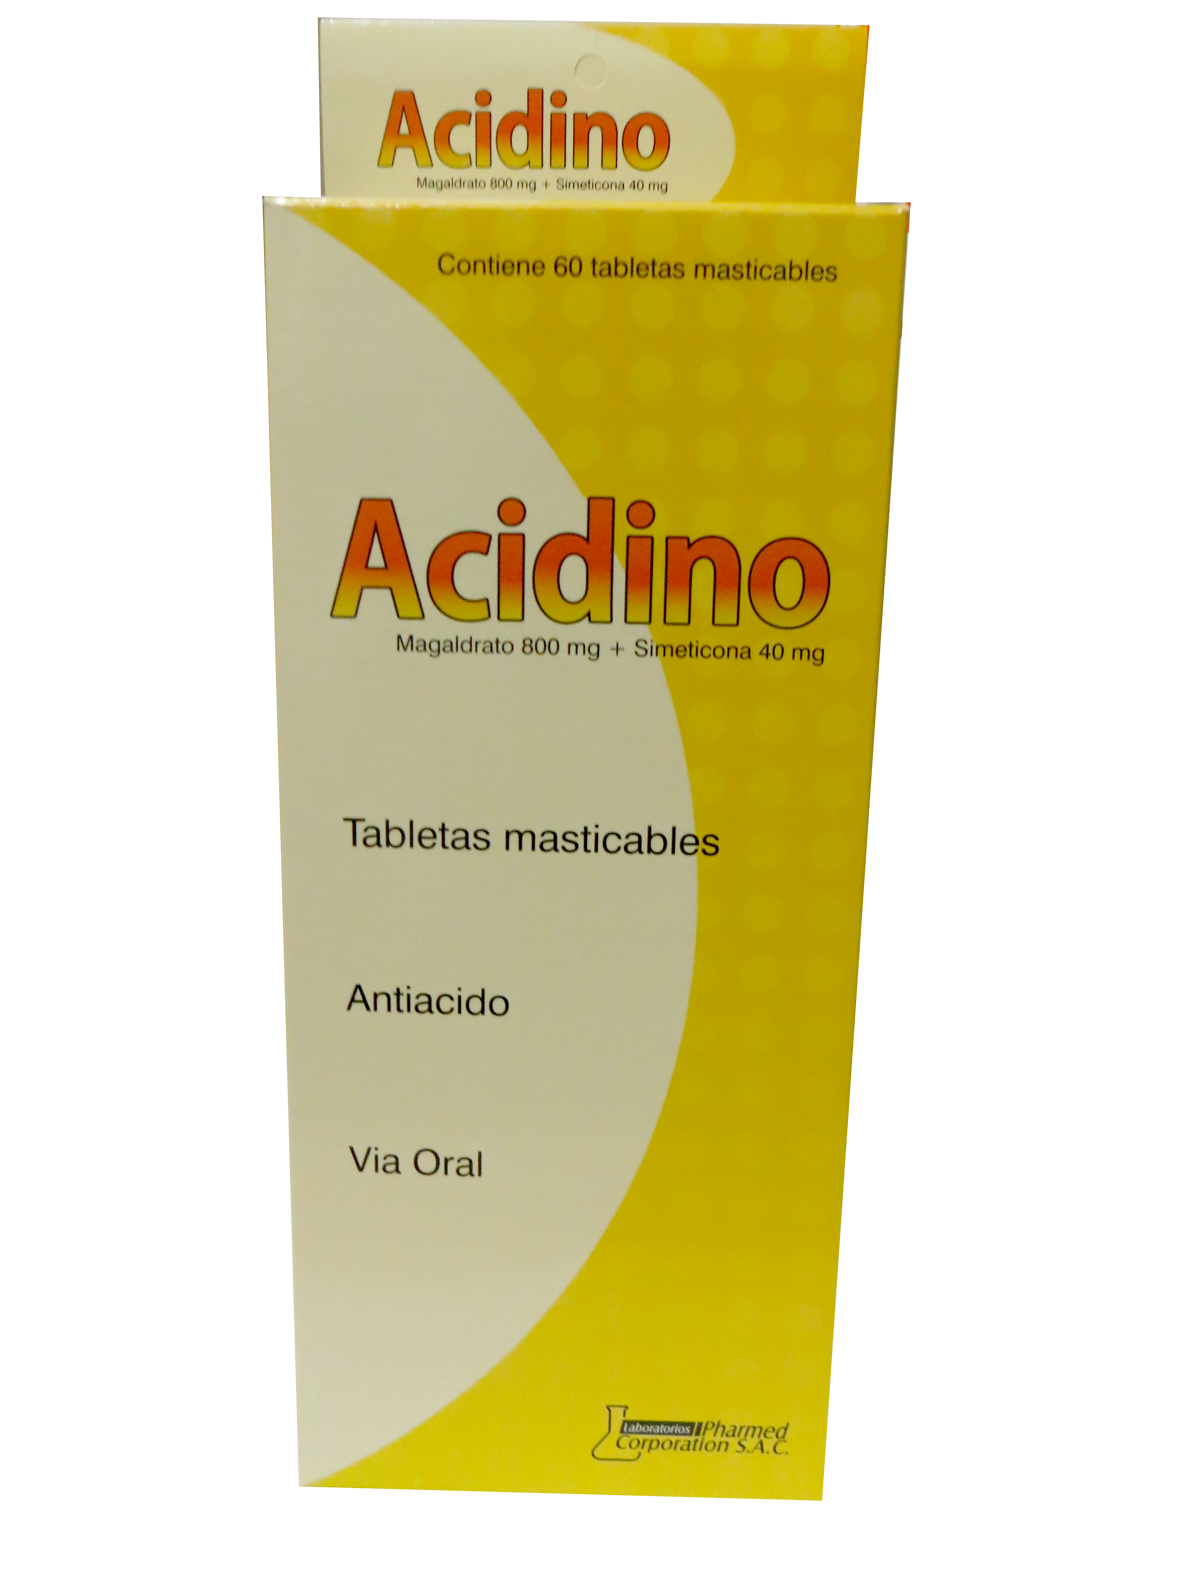 Acidino
Magaldrato 800 mg + Simeticona 40 mg
Contiene 60 tabletas masticables
Acidino
Magaldrato 800 mg + Simeticona 40 mg
Tabletas masticables
Antiacido
Via Oral
Laboratorios Pharmed
Corporation S.A.C.